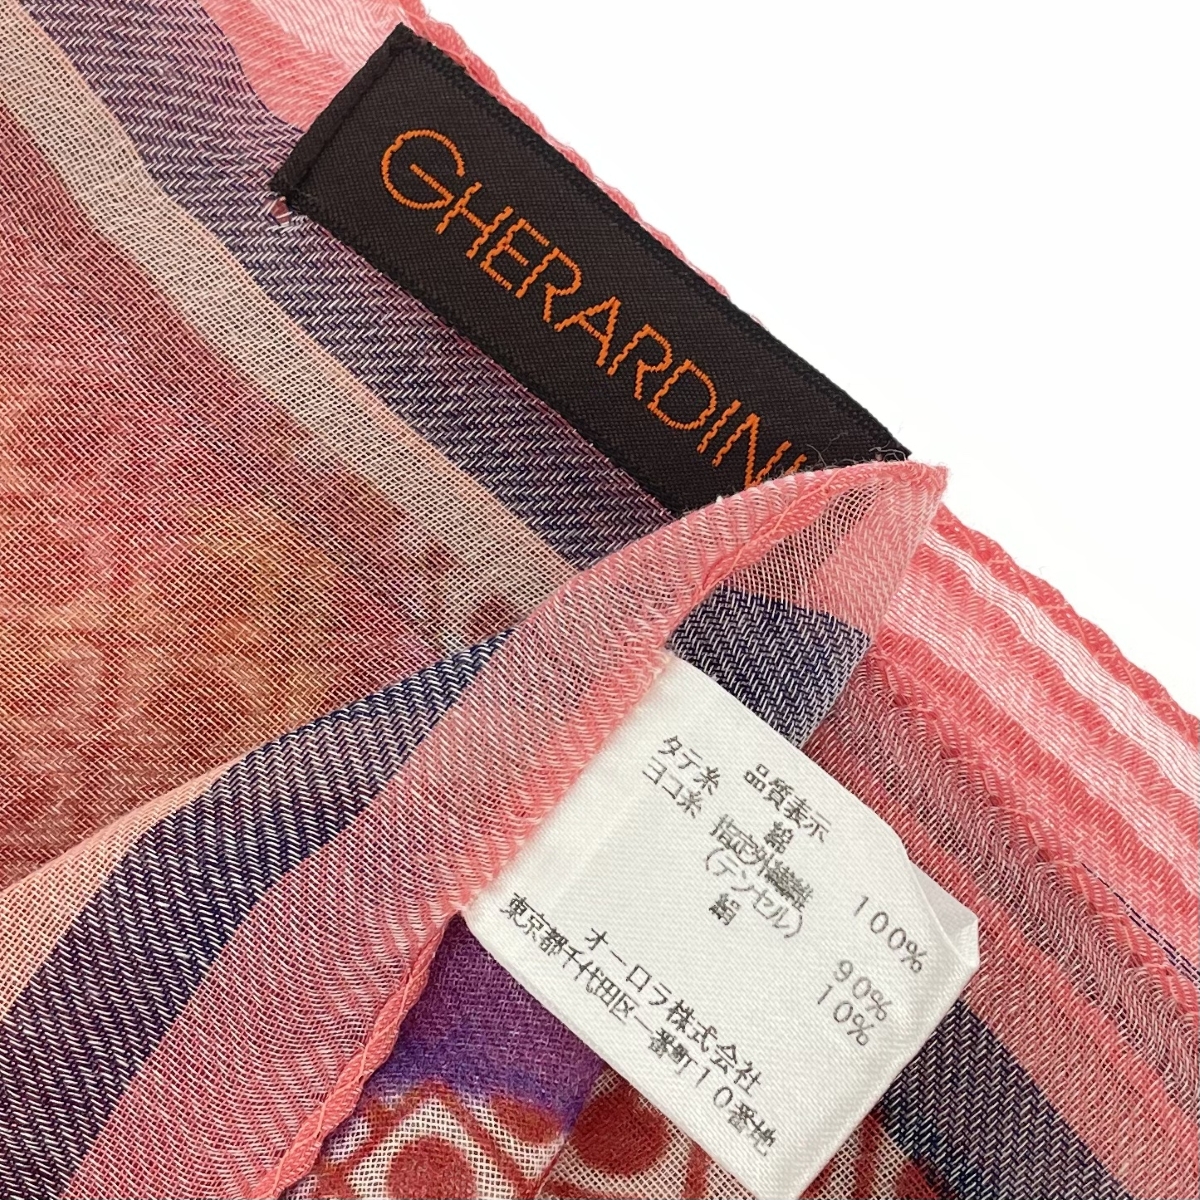 GHERARDINI
品質表示
タテ糸 綿 100%
ヨコ糸 指定外繊維
(テンセル) 90%
絹 10%
オーロラ株式会社
東京都千代田区一番町10番地